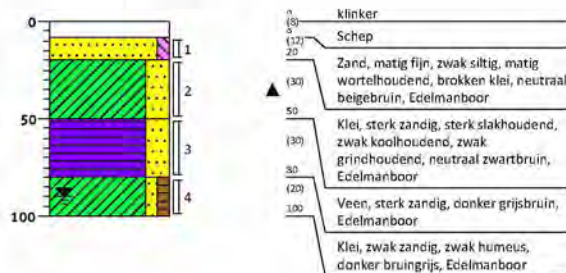 0
50
100
1
2
3
4
0
(8)
8
(12)
20
(30)
50
(30)
80
(20)
100
klinker
Schep
Zand, matig fijn, zwak siltig, matig
wortelhoudend, brokken klei, neutraal
beigebruin, Edelmanboor
Klei, sterk zandig, sterk slakhoudend,
zwak koolhoudend, zwak
grindhoudend, neutraal zwartbruin,
Edelmanboor
Veen, sterk zandig, donker grijsbruin,
Edelmanboor
Klei, zwak zandig, zwak humeus,
donker bruingrijs, Edelmanboor